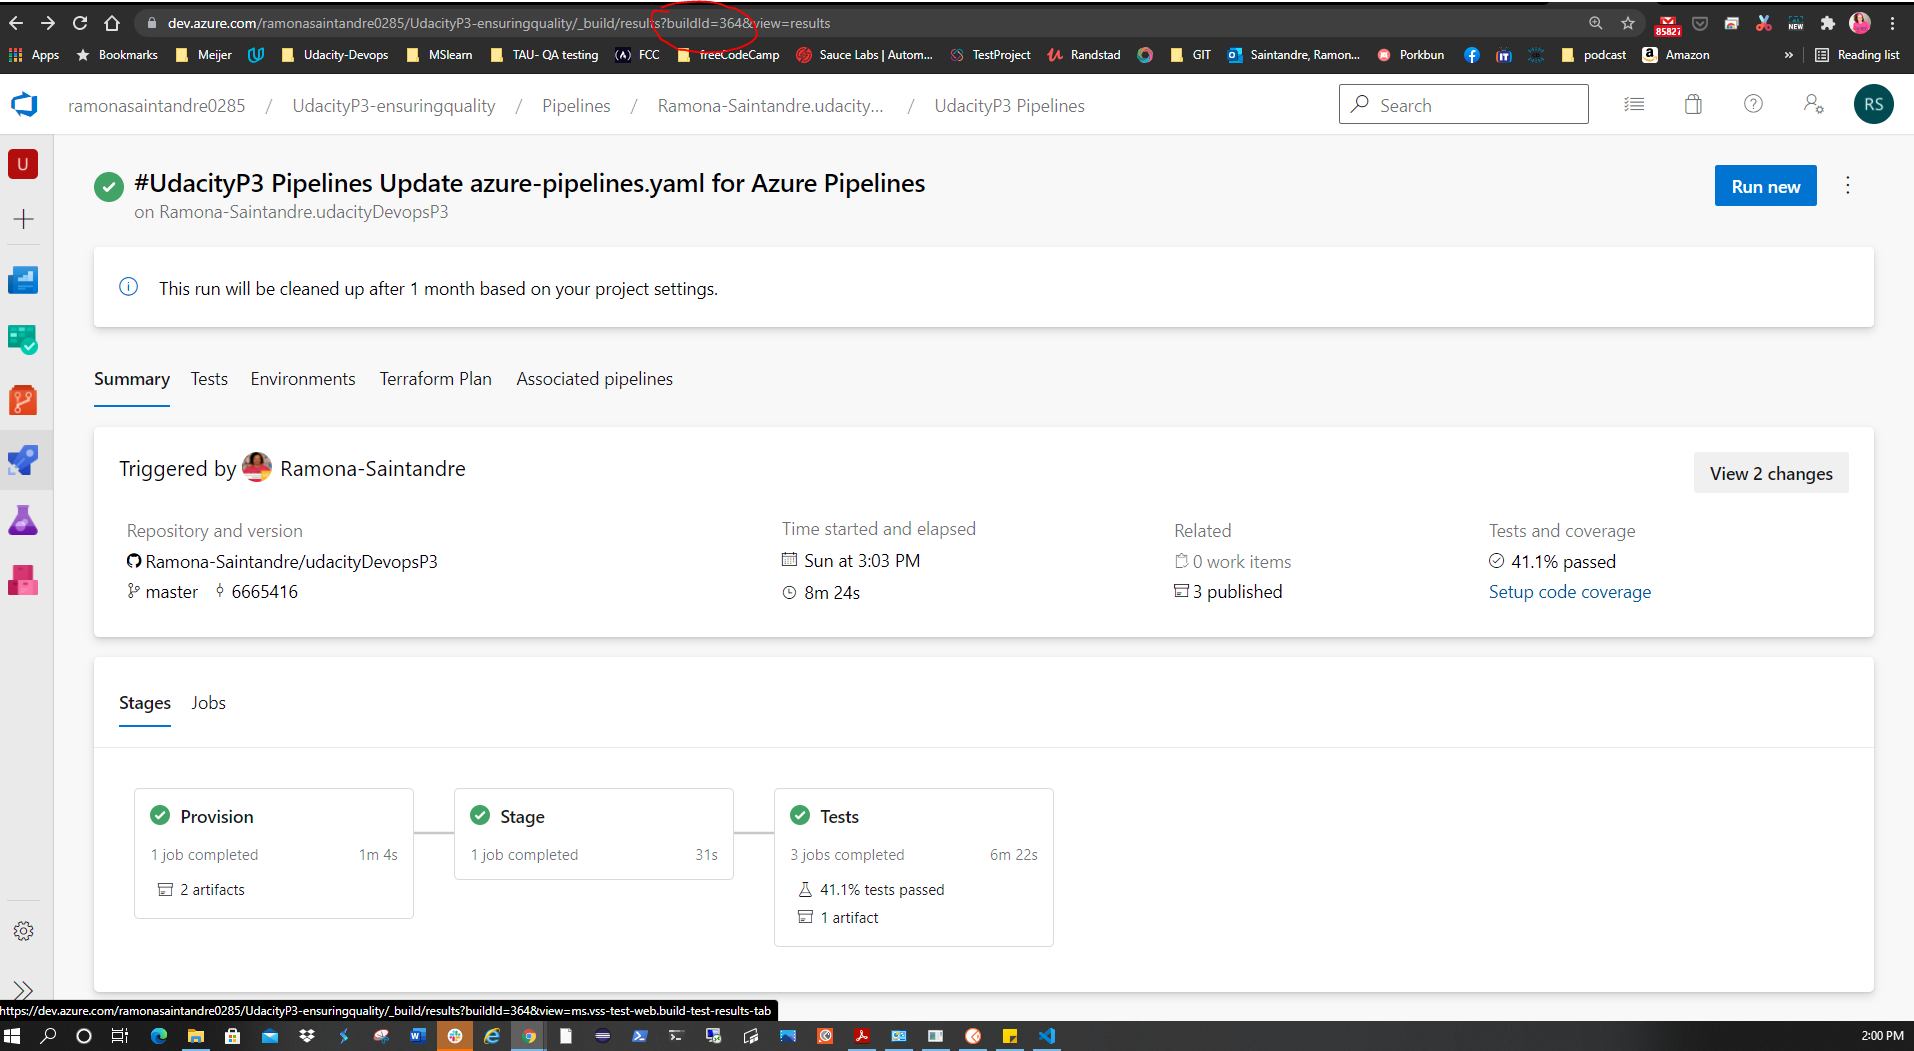 dev.azure.com/ramonasaintandre0285/UdacityP3-ensuringquality/_build/results?buildId=364&view=results
85827
NEW
Apps Bookmarks Meijer Udacity-Devops MSlearn TAU- QA testing (A) FCC freeCodeCamp Sauce Labs | Autom... TestProject Randstad GIT Saintandre, Ramon... Porkbun podcast Amazon » Reading list
ramonasaintandre0285 / UdacityP3-ensuringquality / Pipelines / Ramona-Saintandre.udacity... / UdacityP3 Pipelines Search RS
U
#UdacityP3 Pipelines Update azure-pipelines.yaml for Azure Pipelines
on Ramona-Saintandre.udacityDevopsP3
Run new
This run will be cleaned up after 1 month based on your project settings.
Summary Tests Environments Terraform Plan Associated pipelines
Triggered by Ramona-Saintandre
View 2 changes
Repository and version
Ramona-Saintandre/udacityDevopsP3
master 6665416
Time started and elapsed
Sun at 3:03 PM
8m 24s
Related
0 work items
3 published
Tests and coverage
41.1% passed
Setup code coverage
Stages Jobs
Provision
1 job completed 1m 4s
2 artifacts
Stage
1 job completed 31s
Tests
3 jobs completed 6m 22s
41.1% tests passed
1 artifact
https://dev.azure.com/ramonasaintandre0285/UdacityP3-ensuringquality/_build/results?buildId=364&view=ms.vss-test-web.build-test-results-tab
2:00 PM